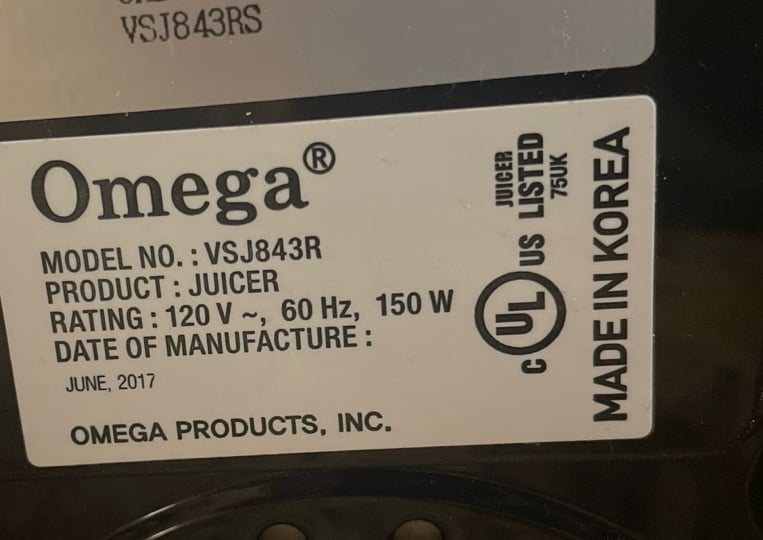 VSJ843RS
Omega®
MODEL NO. : VSJ843R
PRODUCT : JUICER
RATING : 120 V ~, 60 Hz, 150 W
DATE OF MANUFACTURE :
JUNE, 2017
OMEGA PRODUCTS, INC.
C UL US LISTED
JUICER
75UK
MADE IN KOREA